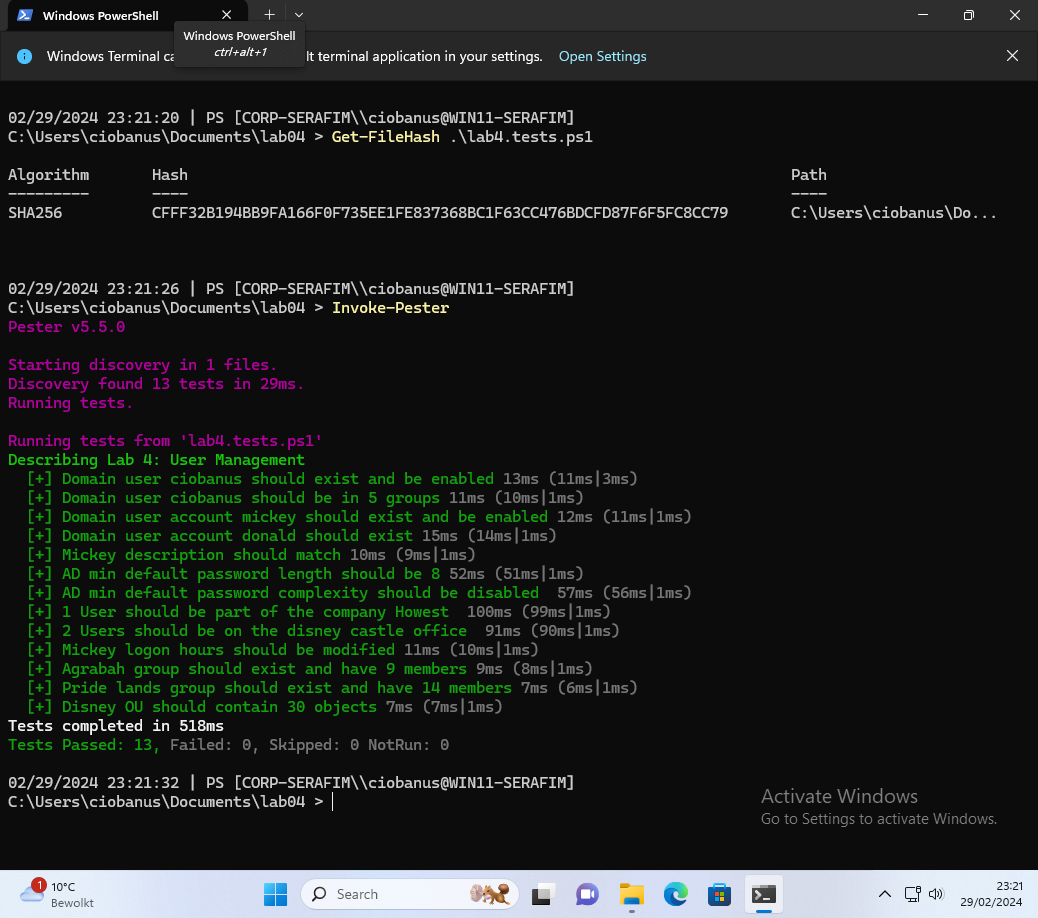 Windows PowerShell
Windows PowerShell
ctrl+alt+1
Windows Terminal ca lt terminal application in your settings. Open Settings
02/29/2024 23:21:20 | PS [CORP-SERAFIM\\ciobanus@WIN11-SERAFIM]
C:\Users\ciobanus\Documents\lab04 > Get-FileHash .\lab4.tests.ps1
Algorithm Hash Path
--------- ---- ----
SHA256 CFFF32B194BB9FA166F0F735EE1FE837368BC1F63CC476BDCFD87F6F5FC8CC79 C:\Users\ciobanus\Do...
02/29/2024 23:21:26 | PS [CORP-SERAFIM\\ciobanus@WIN11-SERAFIM]
C:\Users\ciobanus\Documents\lab04 > Invoke-Pester
Pester v5.5.0
Starting discovery in 1 files.
Discovery found 13 tests in 29ms.
Running tests.
Running tests from 'lab4.tests.ps1'
Describing Lab 4: User Management
[+] Domain user ciobanus should exist and be enabled 13ms (11ms|3ms)
[+] Domain user ciobanus should be in 5 groups 11ms (10ms|1ms)
[+] Domain user account mickey should exist and be enabled 12ms (11ms|1ms)
[+] Domain user account donald should exist 15ms (14ms|1ms)
[+] Mickey description should match 10ms (9ms|1ms)
[+] AD min default password length should be 8 52ms (51ms|1ms)
[+] AD min default password complexity should be disabled 57ms (56ms|1ms)
[+] 1 User should be part of the company Howest 100ms (99ms|1ms)
[+] 2 Users should be on the disney castle office 91ms (90ms|1ms)
[+] Mickey logon hours should be modified 11ms (10ms|1ms)
[+] Agrabah group should exist and have 9 members 9ms (8ms|1ms)
[+] Pride lands group should exist and have 14 members 7ms (6ms|1ms)
[+] Disney OU should contain 30 objects 7ms (7ms|1ms)
Tests completed in 518ms
Tests Passed: 13, Failed: 0, Skipped: 0 NotRun: 0
02/29/2024 23:21:32 | PS [CORP-SERAFIM\\ciobanus@WIN11-SERAFIM]
C:\Users\ciobanus\Documents\lab04 >
Activate Windows
Go to Settings to activate Windows.
1
10°C
Bewolkt
Search
23:21
29/02/2024